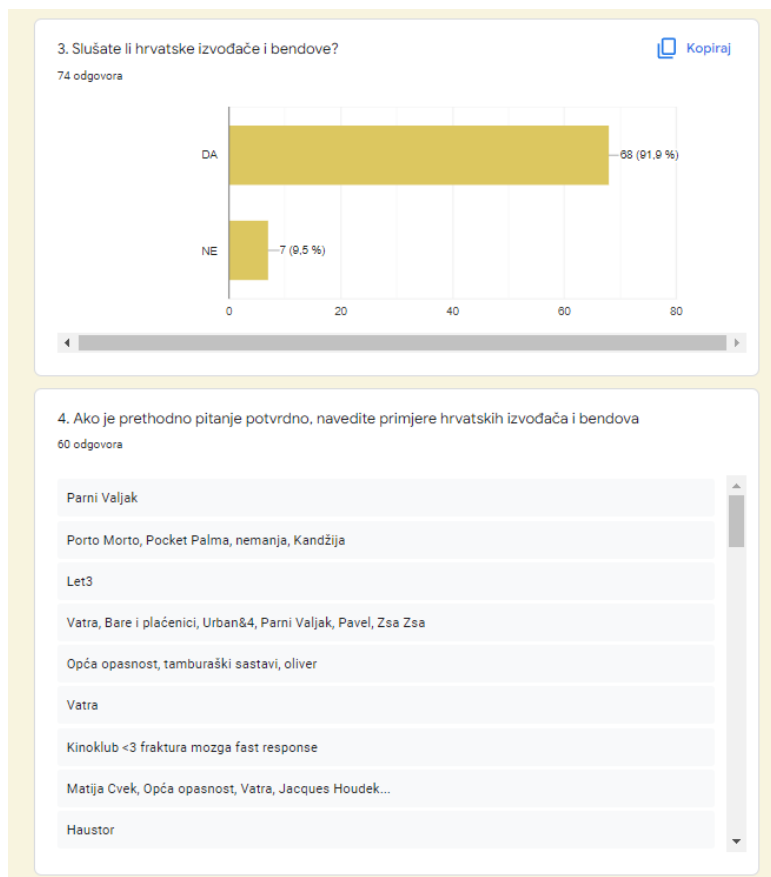 3. Slušate li hrvatske izvođače i bendove?
Kopiraj
74 odgovora
DA
68 (91,9 %)
NE
7 (9,5 %)
0 20 40 60 80
4. Ako je prethodno pitanje potvrdno, navedite primjere hrvatskih izvođača i bendova
60 odgovora
Parni Valjak
Porto Morto, Pocket Palma, nemanja, Kandžija
Let3
Vatra, Bare i plaćenici, Urban&4, Parni Valjak, Pavel, Zsa Zsa
Opća opasnost, tamburaški sastavi, oliver
Vatra
Kinoklub <3 fraktura mozga fast response
Matija Cvek, Opća opasnost, Vatra, Jacques Houdek...
Haustor